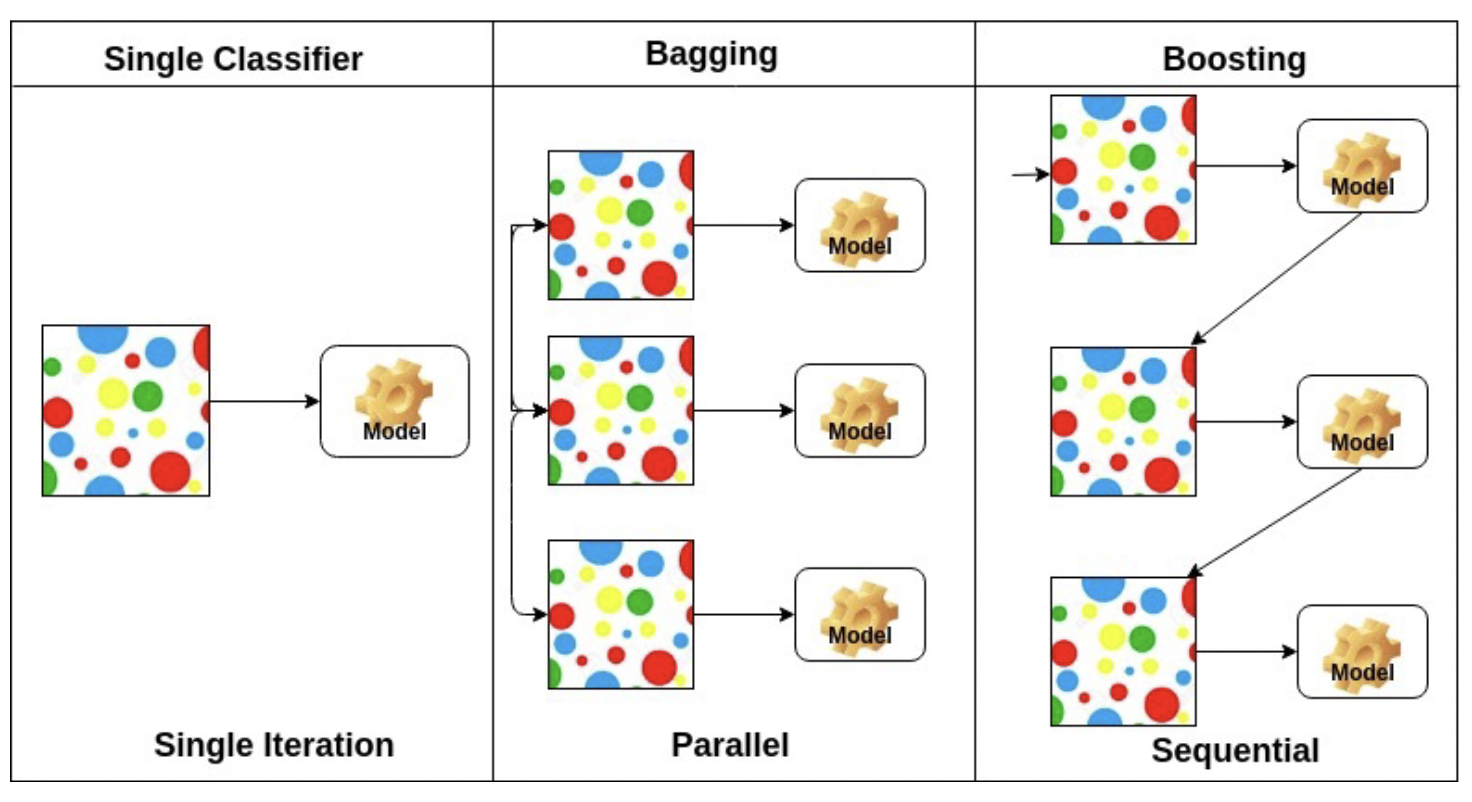 Single Classifier
Bagging
Boosting
Model
Model
Model
Model
Model
Model
Model
Single Iteration
Parallel
Sequential